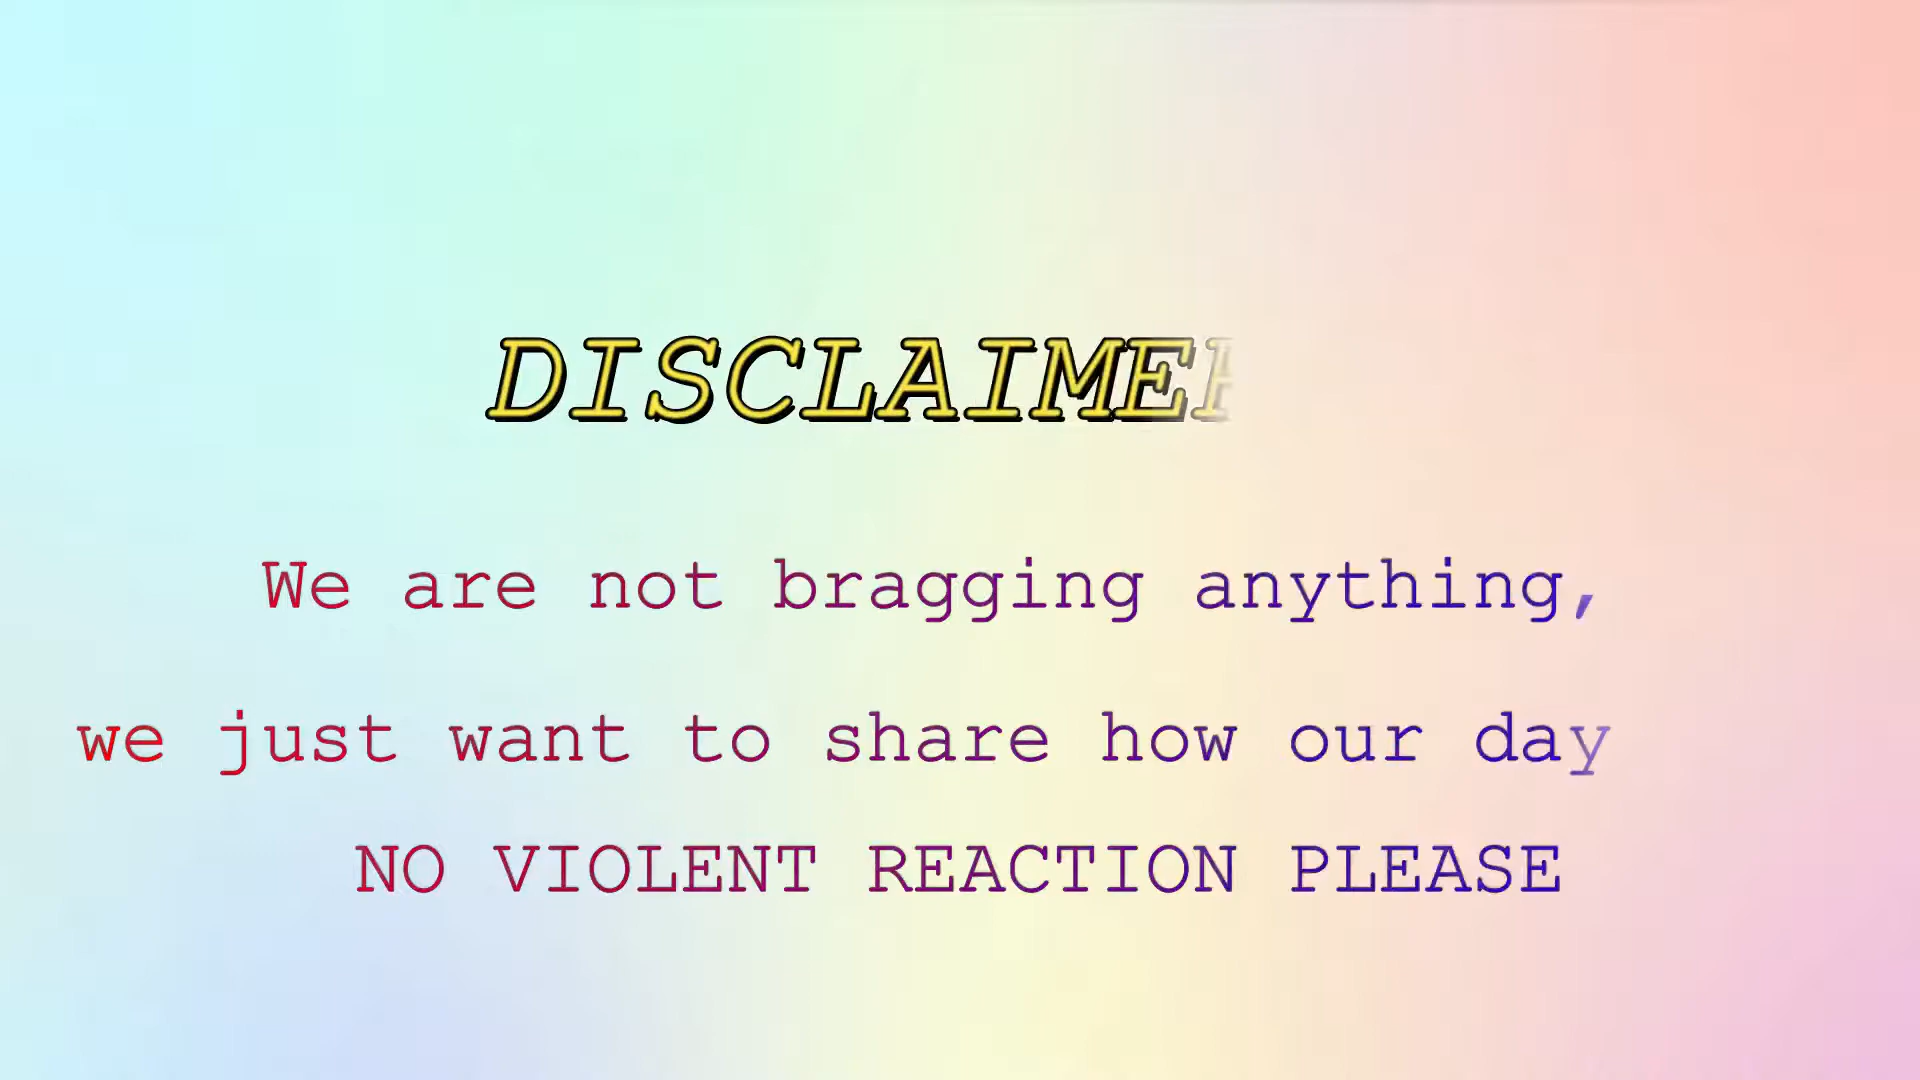 DISCLAIMER
We are not bragging anything,
we just want to share how our day
NO VIOLENT REACTION PLEASE